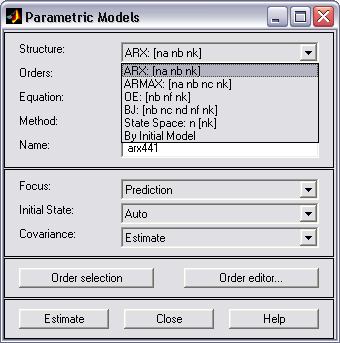 Parametric Models
Structure: ARX: [na nb nk]
ARX: [na nb nk]
Orders: ARMAX: [na nb nc nk]
Equation: OE: [nb nf nk]
BJ: [nb nc nd nf nk]
Method: State Space: n [nk]
By Initial Model
Name: arx441
Focus: Prediction
Initial State: Auto
Covariance: Estimate
Order selection Order editor...
Estimate Close Help